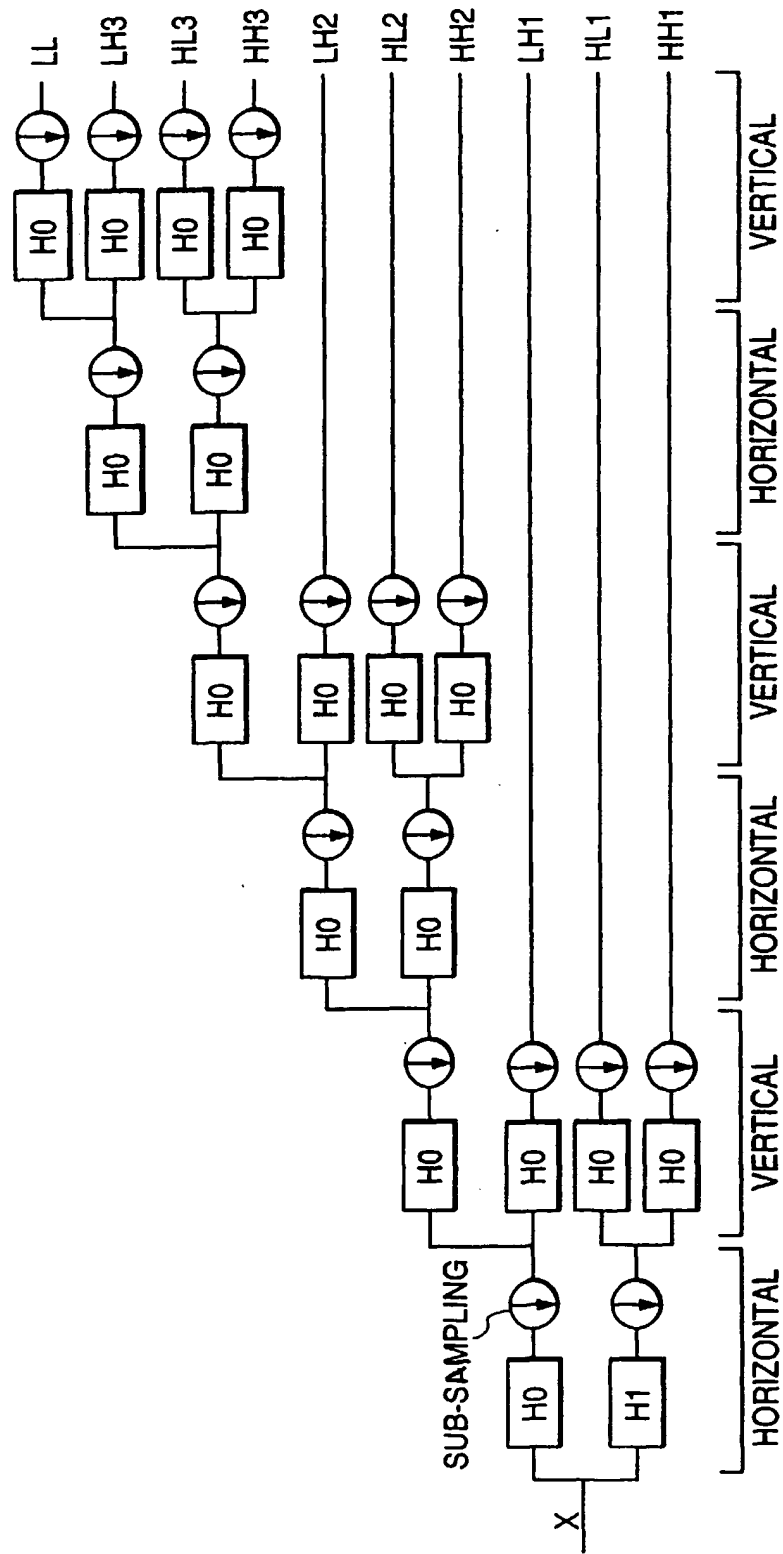 H0 LL
H0 H0 LH3
H0 HL3
H0 H0
H0 HH3
H0 H0 LH2
H0 HL2
H0 H0
H0 HH2
SUB-SAMPLING
H0 H0 LH1
X
H0 HL1
H1
H0 HH1
HORIZONTAL VERTICAL HORIZONTAL VERTICAL HORIZONTAL VERTICAL